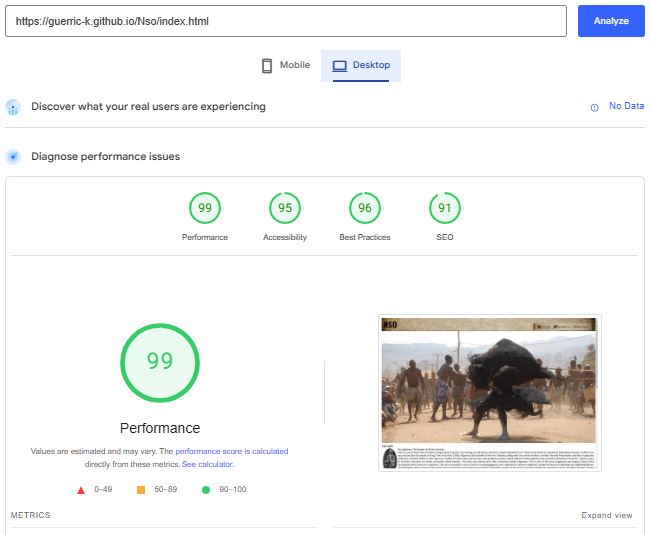 https://guerric-k.github.io/Nso/index.html
Analyze
Mobile
Desktop
Discover what your real users are experiencing
No Data
Diagnose performance issues
99
95
96
91
Performance
Accessibility
Best Practices
SEO
NSO
99
Performance
Values are estimated and may vary. The performance score is calculated
directly from these metrics. See calculator.
0–49
50–89
90–100
METRICS
Expand view